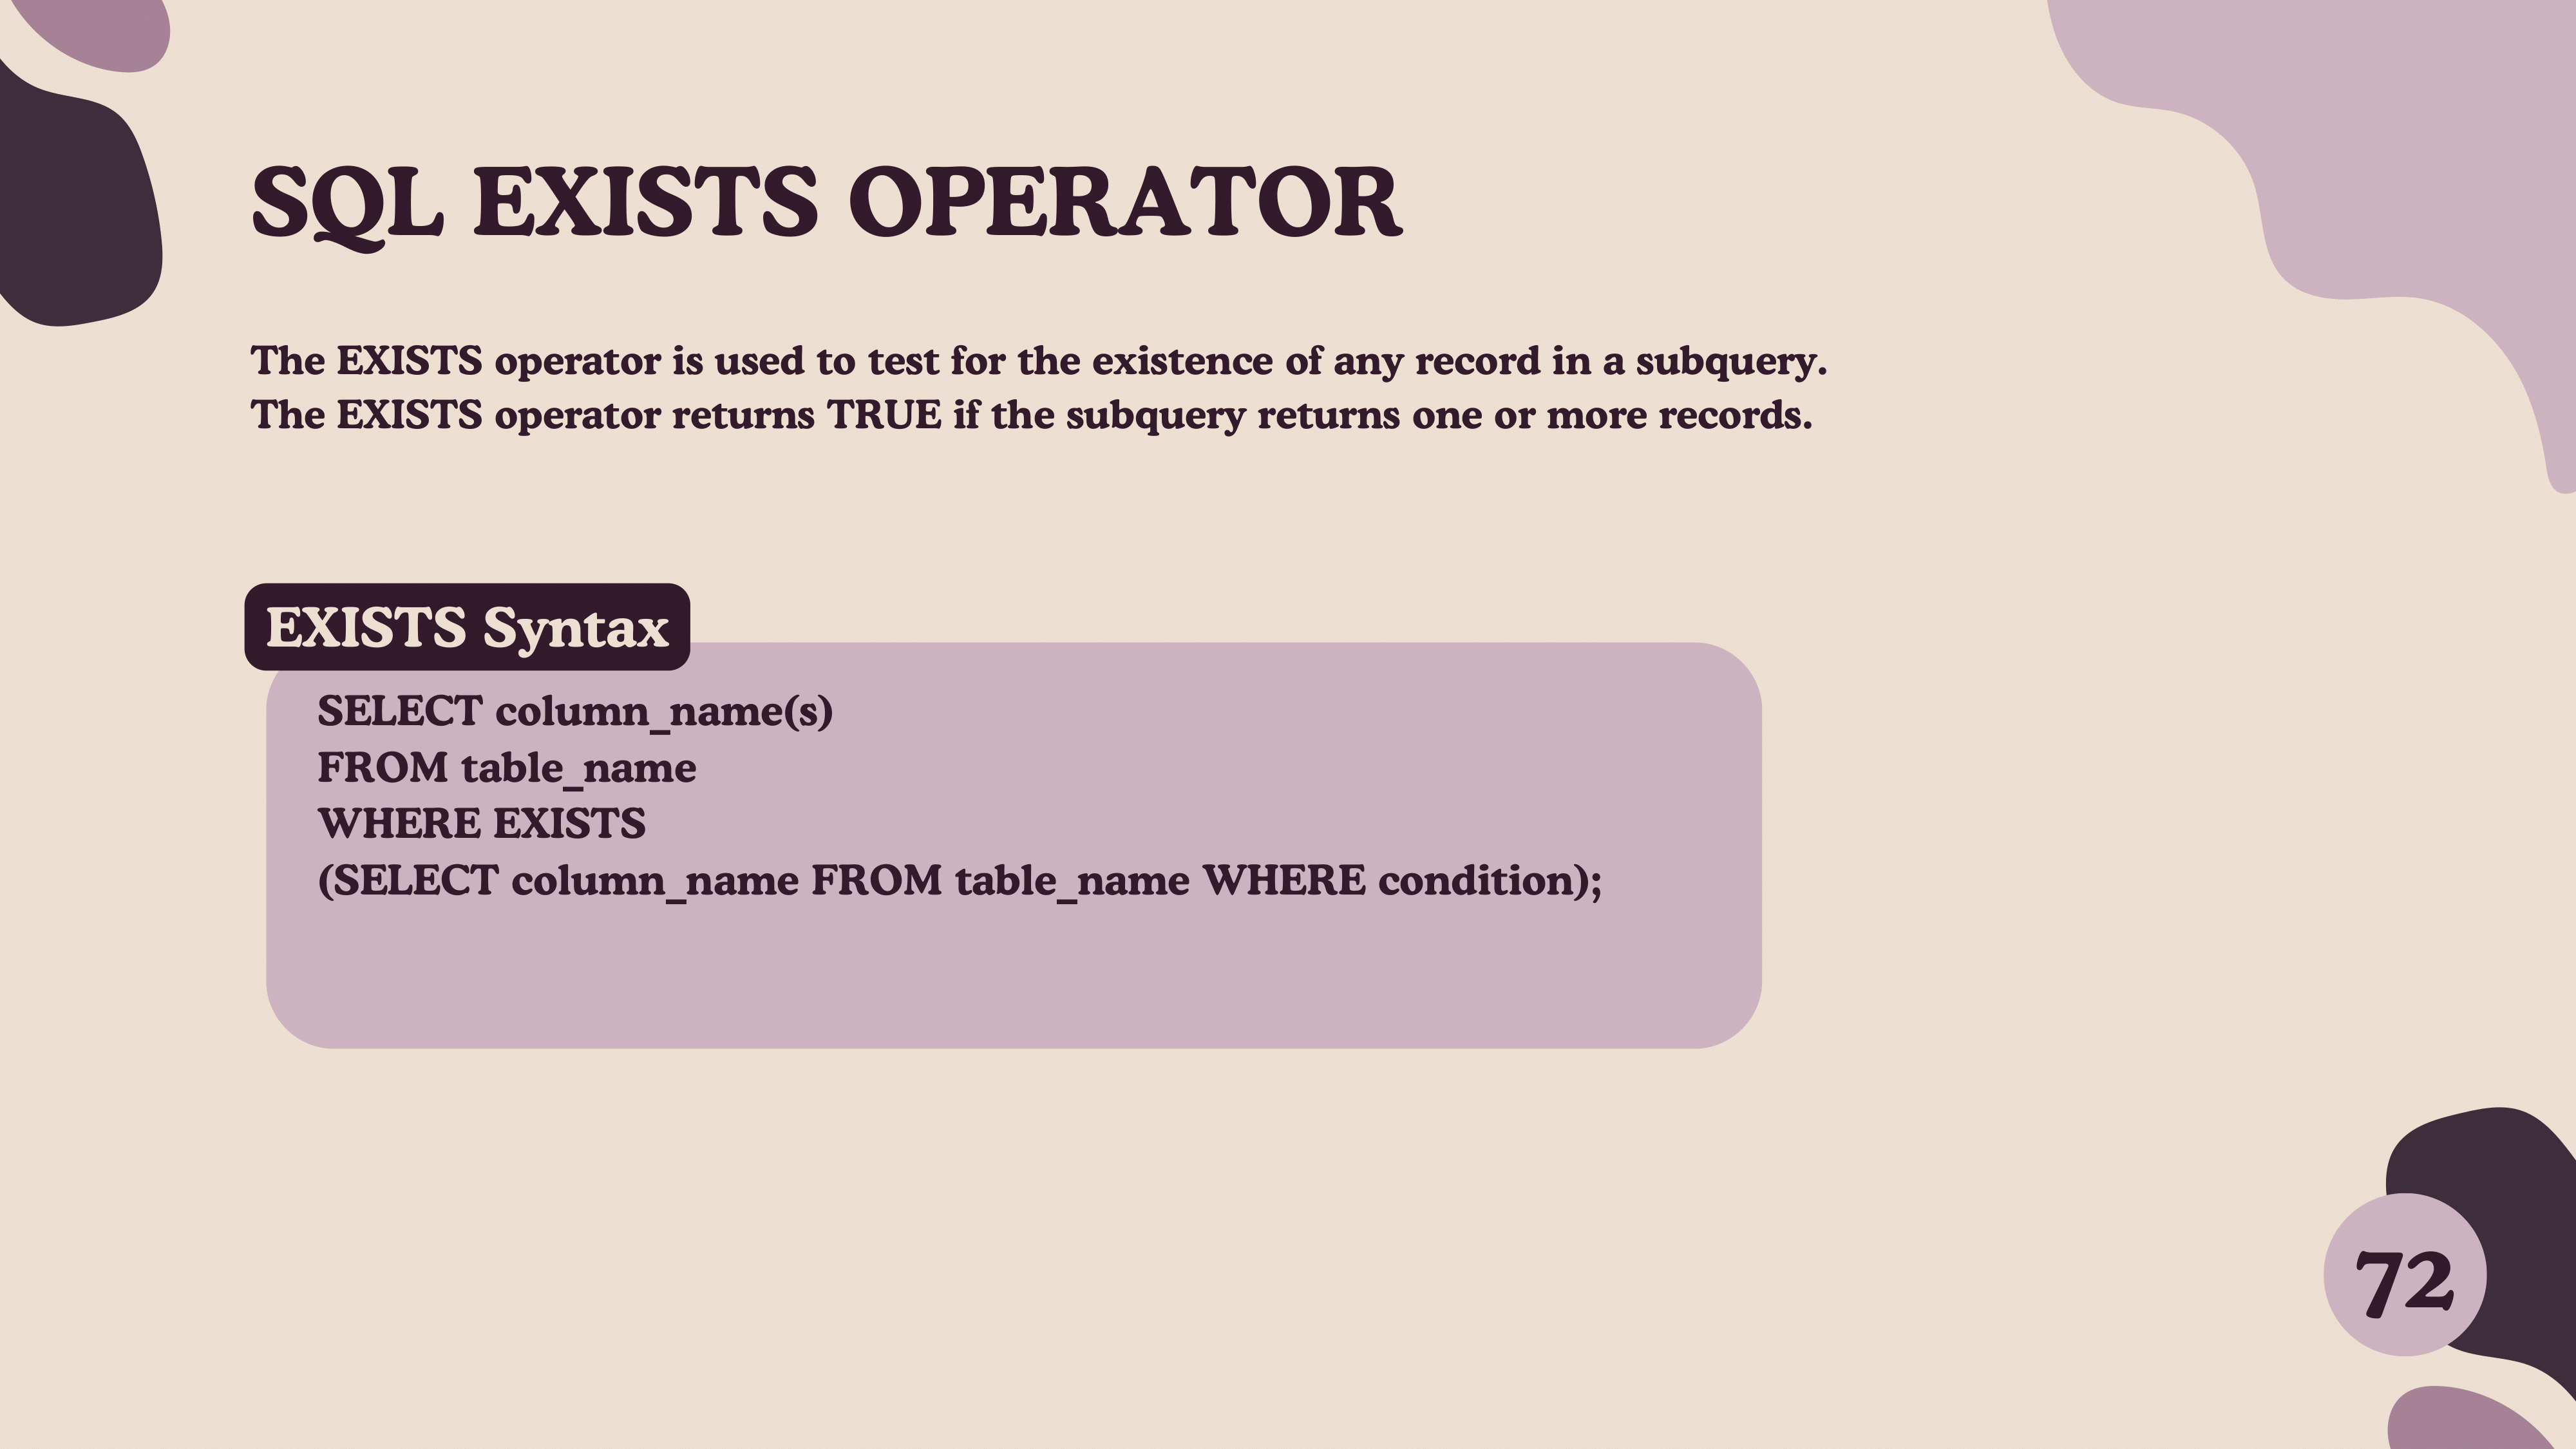 SQL EXISTS OPERATOR
The EXISTS operator is used to test for the existence of any record in a subquery.
The EXISTS operator returns TRUE if the subquery returns one or more records.
EXISTS Syntax
SELECT column_name(s)
FROM table_name
WHERE EXISTS
(SELECT column_name FROM table_name WHERE condition);
72